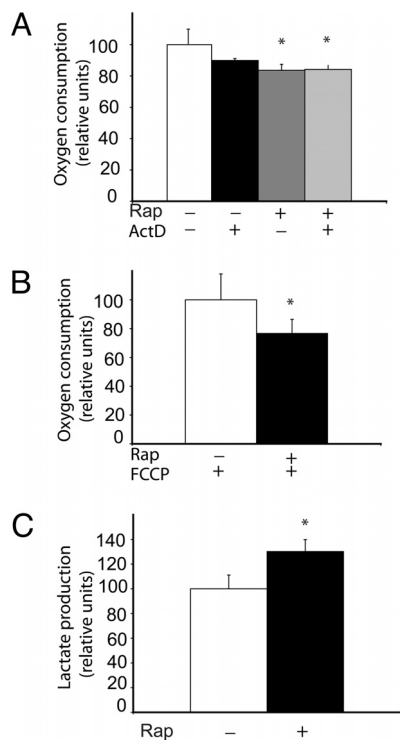 A
Oxygen consumption
(relative units)
100
80
60
40
20
0
* *
Rap − − + +
ActD − + − +
B
Oxygen consumption
(relative units)
100
80
60
40
20
0
*
Rap − +
FCCP + +
C
Lactate production
(relative units)
140
120
100
80
60
40
20
0
*
Rap − +